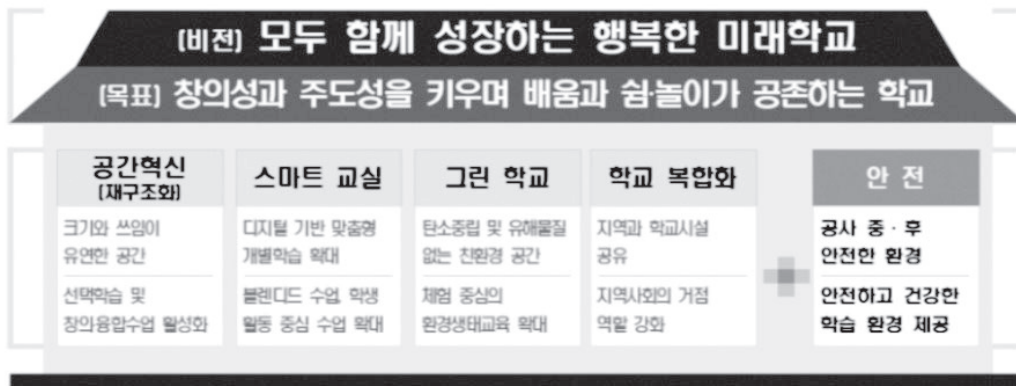 (비전) 모두 함께 성장하는 행복한 미래학교
(목표) 창의성과 주도성을 키우며 배움과 쉼·놀이가 공존하는 학교
공간혁신
(재구조화)
크기와 쓰임이
유연한 공간
선택학습 및
창의융합수업 활성화
스마트 교실
디지털 기반 맞춤형
개별학습 확대
블렌디드 수업, 학생
활동 중심 수업 확대
그린 학교
탄소중립 및 유해물질
없는 친환경 공간
체험 중심의
환경생태교육 확대
학교 복합화
지역과 학교시설
공유
지역사회의 거점
역할 강화
안 전
공사 중·후
안전한 환경
안전하고 건강한
학습 환경 제공